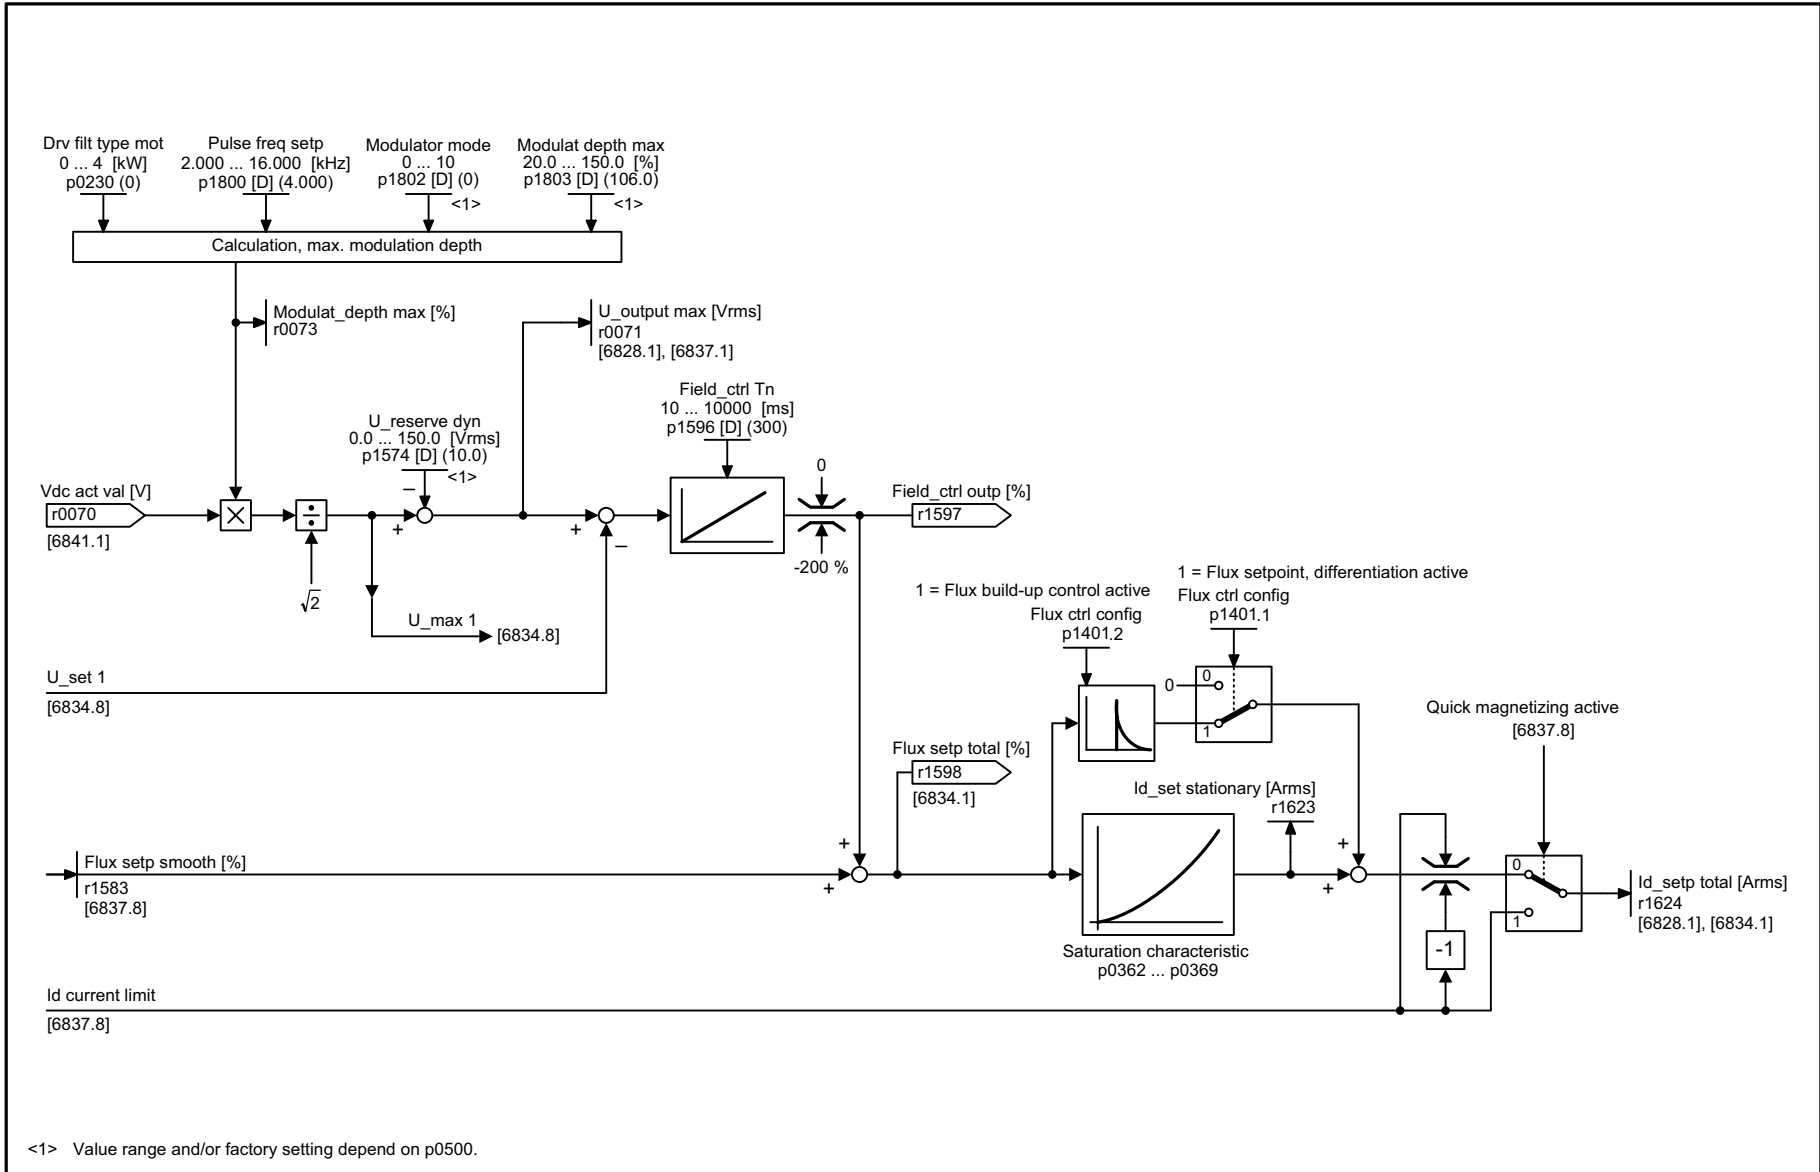 Drv filt type mot
0 ... 4 [kW]
p0230 (0)
Pulse freq setp
2.000 ... 16.000 [kHz]
p1800 [D] (4.000)
Modulator mode
0 ... 10
p1802 [D] (0)
<1>
Modulat depth max
20.0 ... 150.0 [%]
p1803 [D] (106.0)
<1>
Calculation, max. modulation depth
Modulat_depth max [%]
r0073
U_output max [Vrms]
r0071
[6828.1], [6837.1]
Field_ctrl Tn
10 ... 10000 [ms]
p1596 [D] (300)
U_reserve dyn
0.0 ... 150.0 [Vrms]
p1574 [D] (10.0)
<1>
–
0
Vdc act val [V]
r0070
[6841.1]
×
÷
√2
+
+
–
-200 %
Field_ctrl outp [%]
r1597
U_max 1
[6834.8]
U_set 1
[6834.8]
1 = Flux build-up control active
Flux ctrl config
p1401.2
1 = Flux setpoint, differentiation active
Flux ctrl config
p1401.1
0
0
1
Quick magnetizing active
[6837.8]
Flux setp total [%]
r1598
[6834.1]
Id_set stationary [Arms]
r1623
Flux setp smooth [%]
r1583
[6837.8]
+
+
Saturation characteristic
p0362 ... p0369
+
+
-1
0
1
Id_setp total [Arms]
r1624
[6828.1], [6834.1]
Id current limit
[6837.8]
<1> Value range and/or factory setting depend on p0500.